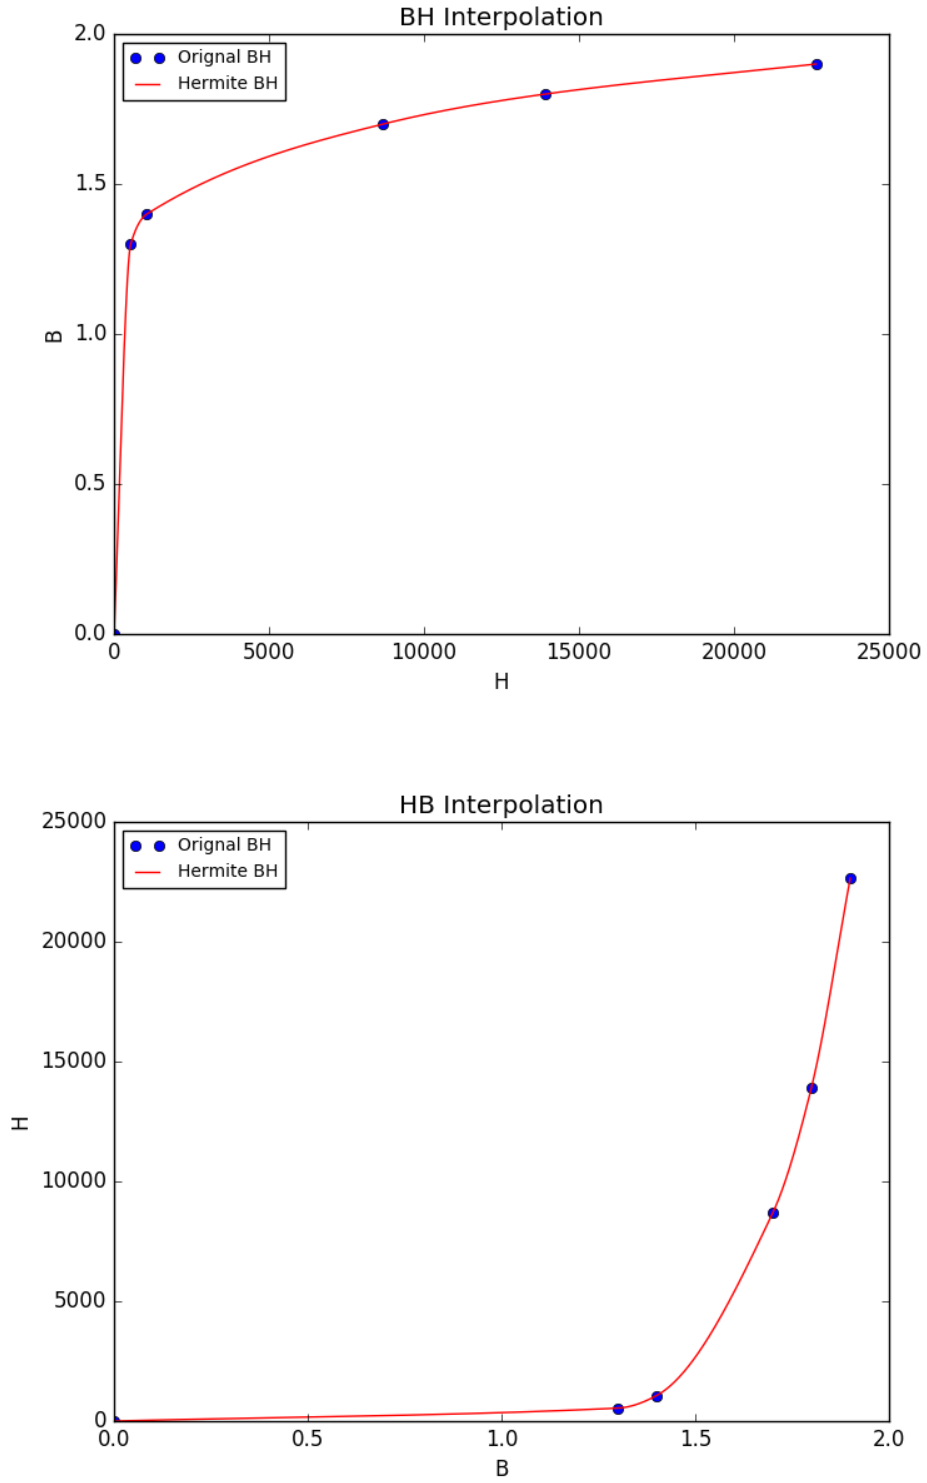 BH Interpolation
2.0
Orignal BH
Hermite BH
1.5
B
1.0
0.5
0.0
0 5000 10000 15000 20000 25000
H
HB Interpolation
25000
Orignal BH
Hermite BH
20000
15000
H
10000
5000
0
0.0 0.5 1.0 1.5 2.0
B